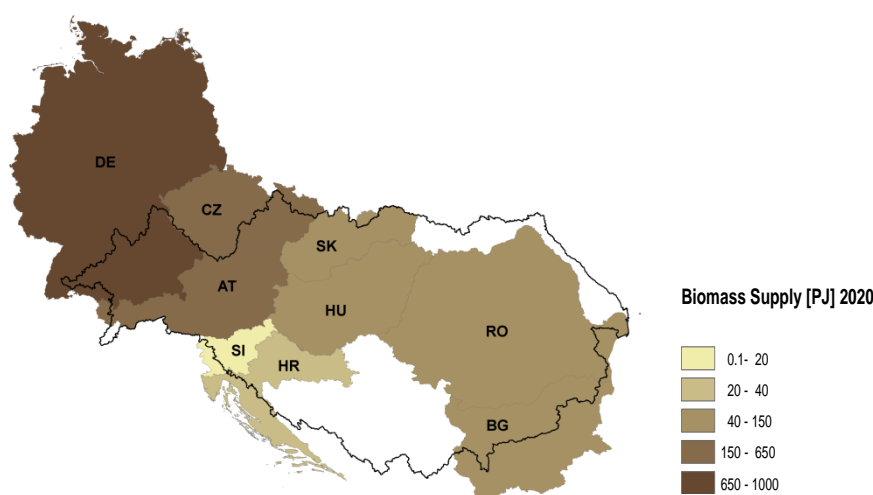 DE
CZ
SK
AT
HU
RO
SI
HR
BG
Biomass Supply [PJ] 2020
0.1- 20
20 - 40
40 - 150
150 - 650
650 - 1000